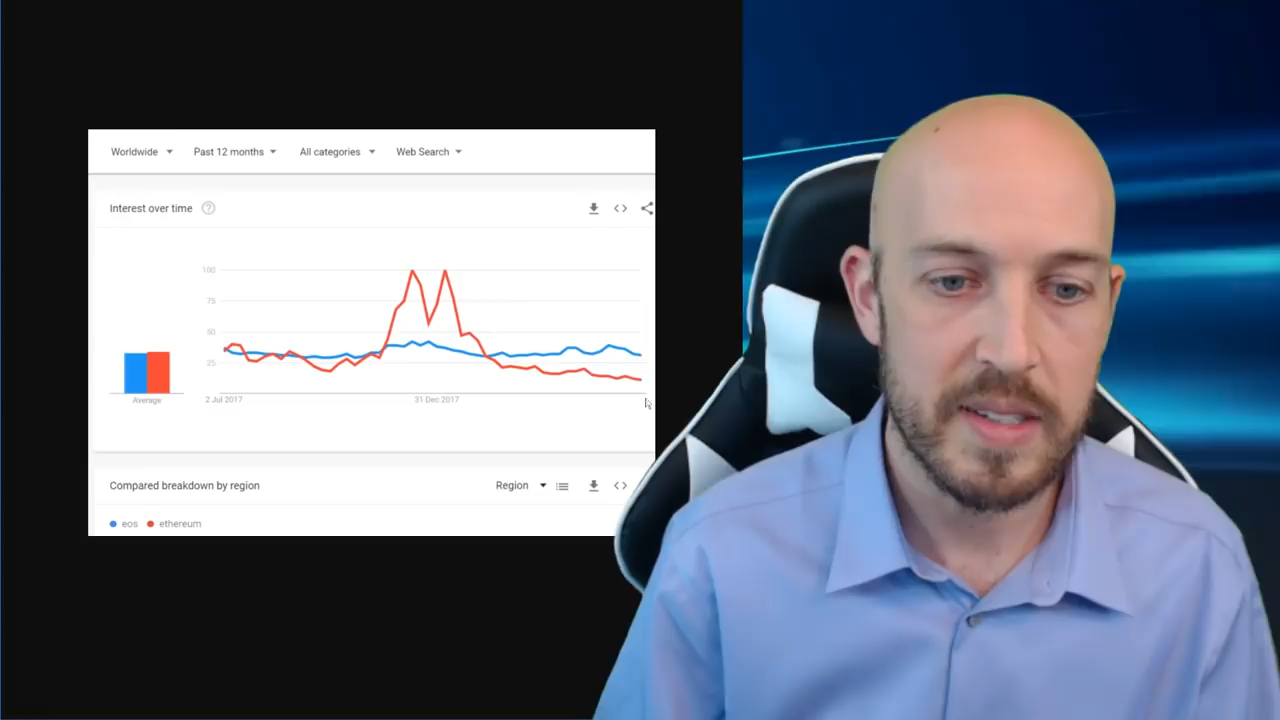 Worldwide Past 12 months All categories Web Search
Interest over time ?
100
75
50
25
Average
2 Jul 2017 31 Dec 2017
Compared breakdown by region Region
eos ethereum